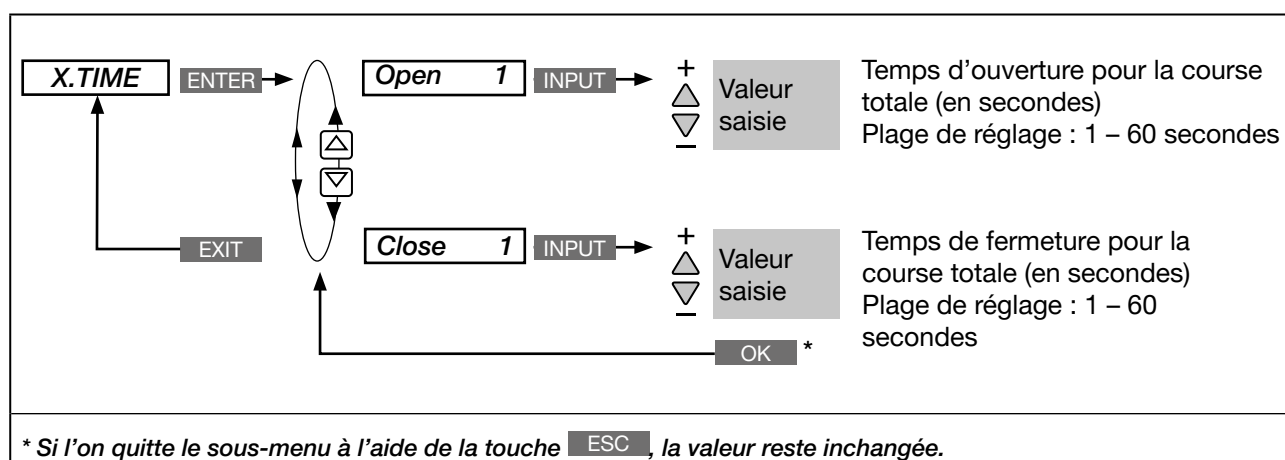 X.TIME ENTER Open 1 INPUT + Valeur saisie –
Temps d'ouverture pour la course
totale (en secondes)
Plage de réglage : 1 – 60 secondes
EXIT Close 1 INPUT + Valeur saisie –
Temps de fermeture pour la
course totale (en secondes)
Plage de réglage : 1 – 60
secondes
OK *
* Si l'on quitte le sous-menu à l'aide de la touche ESC , la valeur reste inchangée.